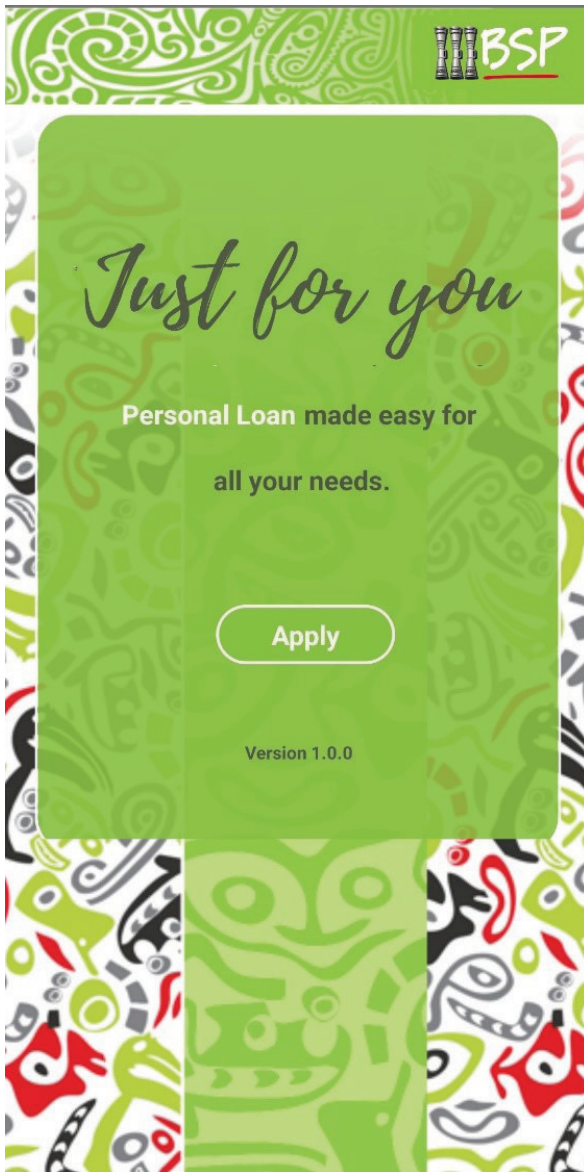 BSP
Just for you
Personal Loan made easy for
all your needs.
Apply
Version 1.0.0